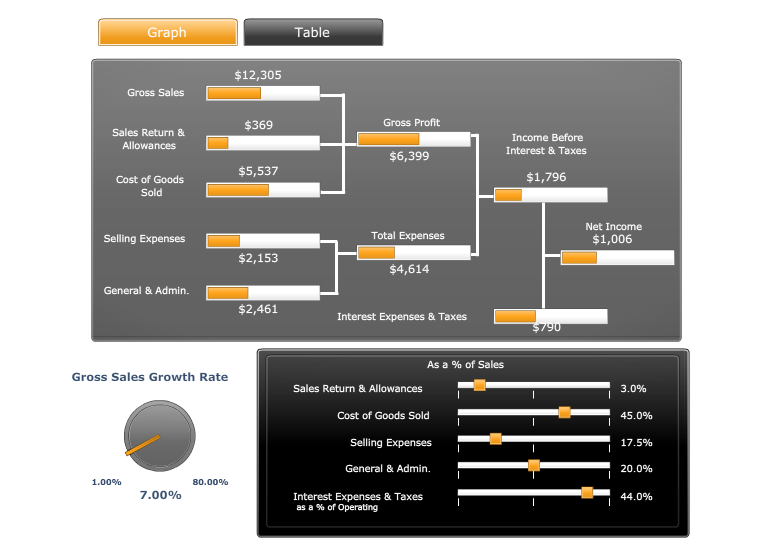 Graph
Table
$12,305
Gross Sales
Gross Profit
$369
Sales Return &
Allowances
$6,399
Income Before
Interest & Taxes
$5,537
Cost of Goods
Sold
$1,796
Selling Expenses
$2,153
Total Expenses
$4,614
Net Income
$1,006
General & Admin.
$2,461
Interest Expenses & Taxes
$790
Gross Sales Growth Rate
1.00%
80.00%
7.00%
As a % of Sales
Sales Return & Allowances
3.0%
Cost of Goods Sold
45.0%
Selling Expenses
17.5%
General & Admin.
20.0%
Interest Expenses & Taxes
as a % of Operating
44.0%